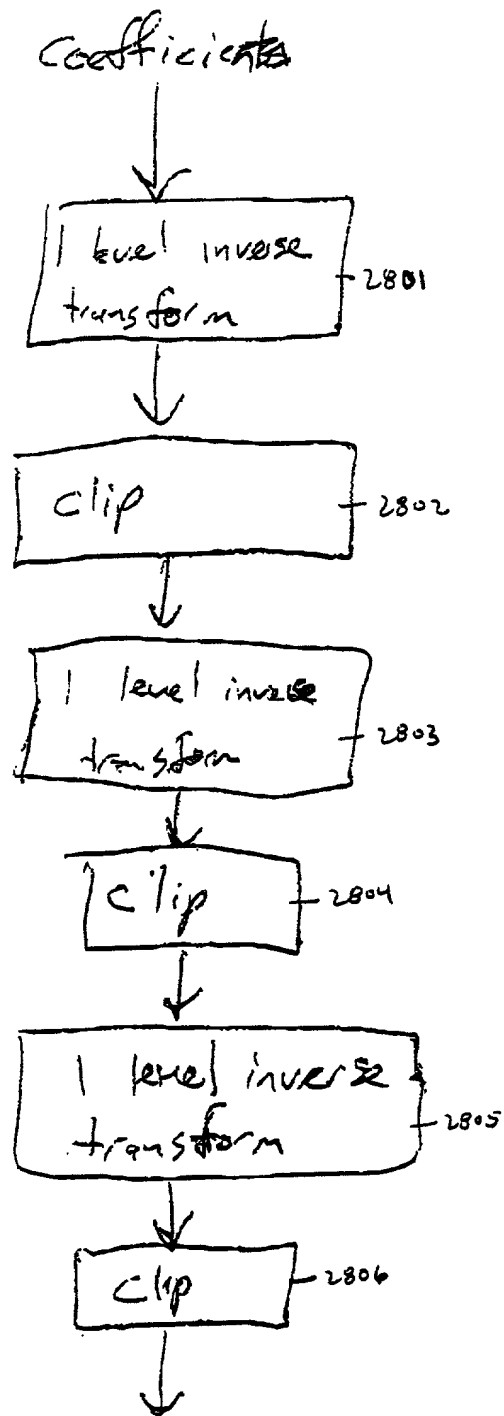 Coefficients
1 level inverse
transform
2801
clip
2802
1 level inverse
transform
2803
clip
2804
1 level inverse
transform
2805
clip
2806